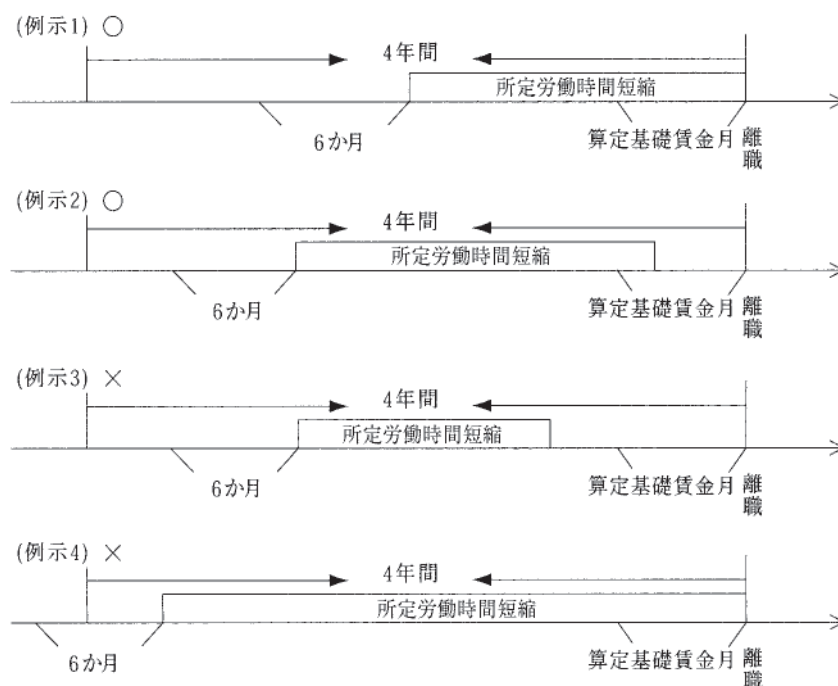 (例示1) ○
4年間
所定労働時間短縮
6か月
算定基礎賃金月
離職
(例示2) ○
4年間
所定労働時間短縮
6か月
算定基礎賃金月
離職
(例示3) ×
4年間
所定労働時間短縮
6か月
算定基礎賃金月
離職
(例示4) ×
4年間
所定労働時間短縮
6か月
算定基礎賃金月
離職